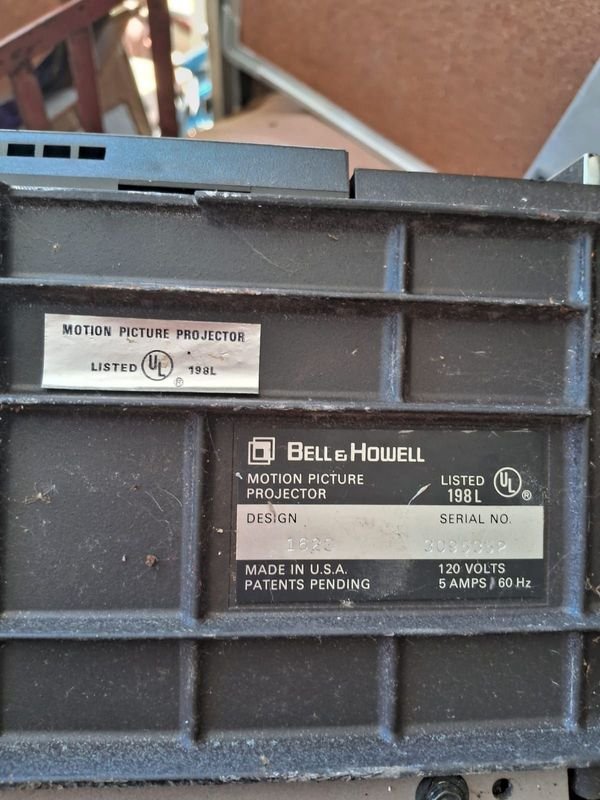 MOTION PICTURE PROJECTOR
LISTED UL ® 198L
BELL & HOWELL
MOTION PICTURE
PROJECTOR
LISTED
198L
UL ®
DESIGN SERIAL NO.
MADE IN U.S.A.
PATENTS PENDING
120 VOLTS
5 AMPS/60 Hz